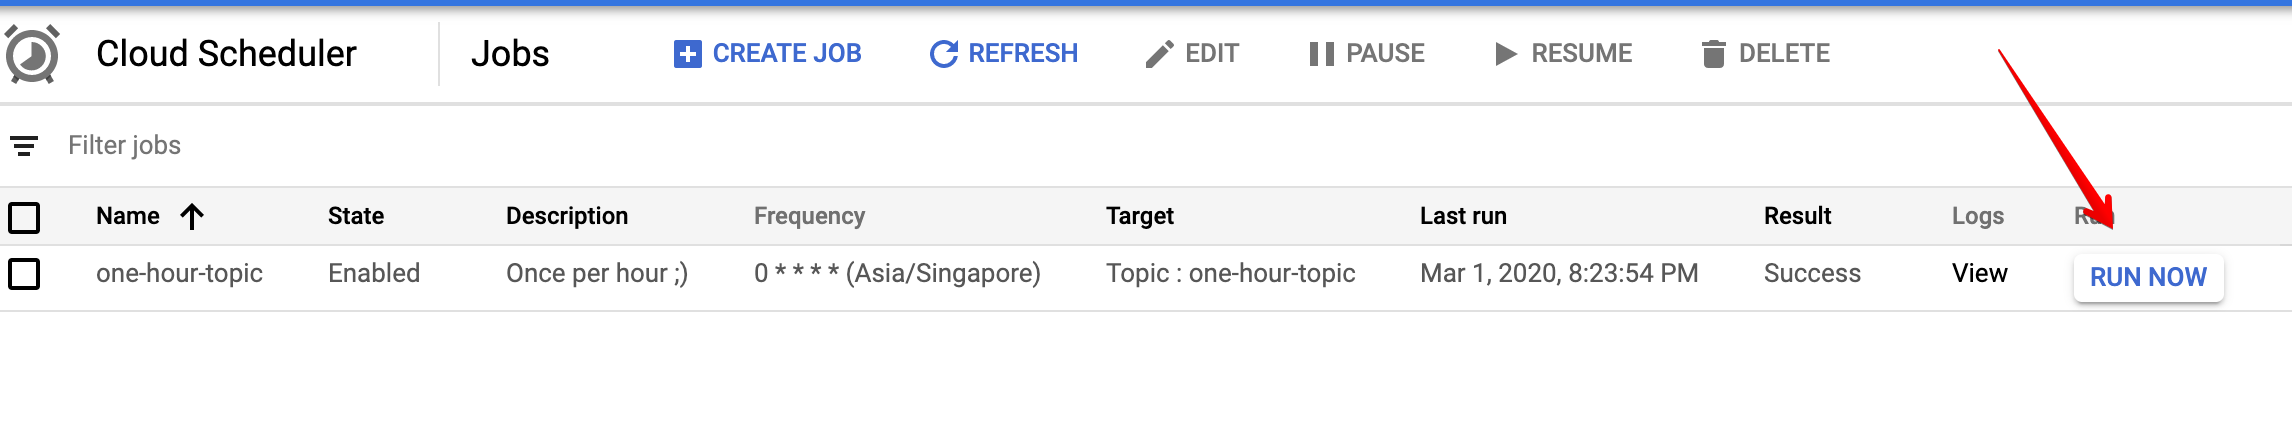 Cloud Scheduler Jobs CREATE JOB REFRESH EDIT PAUSE RESUME DELETE
Filter jobs
Name State Description Frequency Target Last run Result Logs Run
one-hour-topic Enabled Once per hour ;) 0 * * * * (Asia/Singapore) Topic : one-hour-topic Mar 1, 2020, 8:23:54 PM Success View RUN NOW